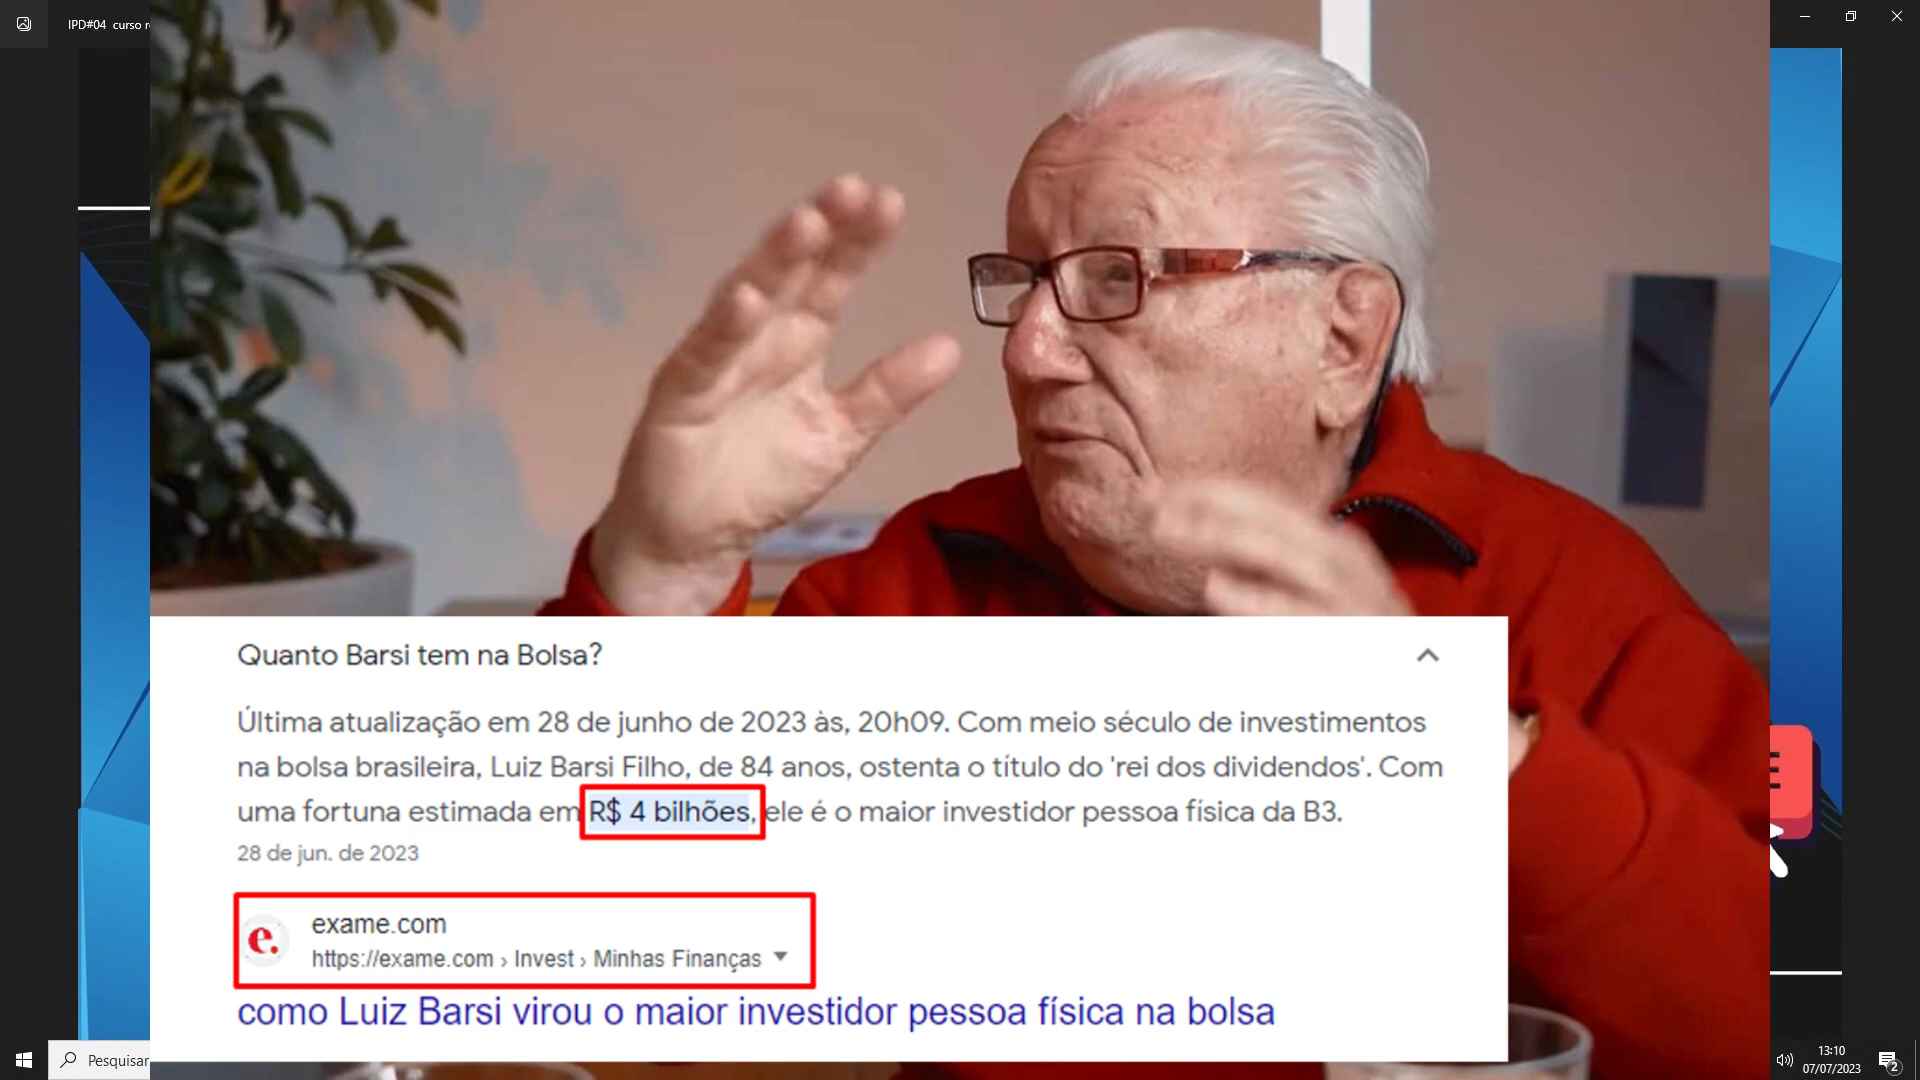 IPD#04 curso r
Quanto Barsi tem na Bolsa?
Última atualização em 28 de junho de 2023 às, 20h09. Com meio século de investimentos
na bolsa brasileira, Luiz Barsi Filho, de 84 anos, ostenta o título do 'rei dos dividendos'. Com
uma fortuna estimada em R$ 4 bilhões, ele é o maior investidor pessoa física da B3.
28 de jun. de 2023
e. exame.com
https://exame.com › Invest › Minhas Finanças
como Luiz Barsi virou o maior investidor pessoa física na bolsa
E
Pesquisar
13:10
07/07/2023
2